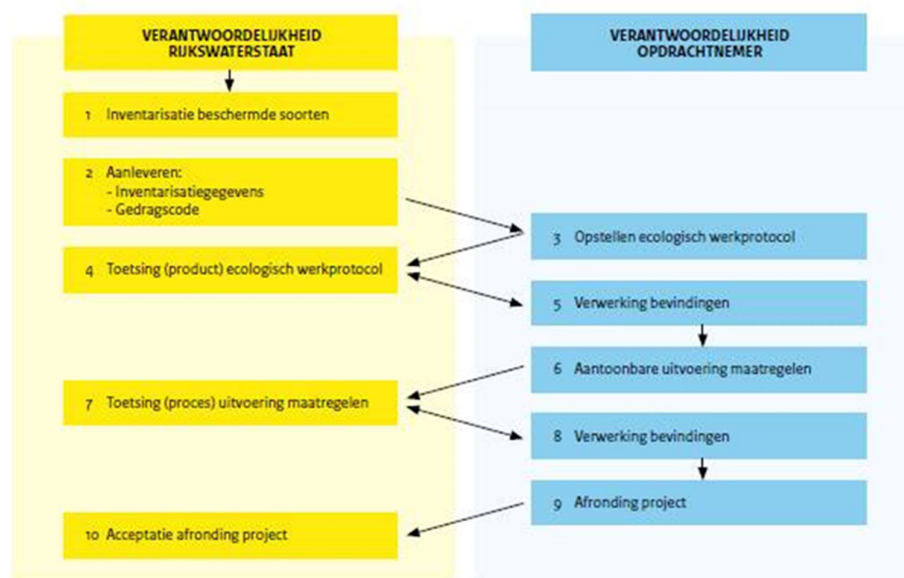 VERANTWOORDELIJKHEID
RIJKSWATERSTAAT
VERANTWOORDELIJKHEID
OPDRACHTNEMER
1 Inventarisatie beschermde soorten
2 Aanleveren:
- Inventarisatiegegevens
- Gedragscode
3 Opstellen ecologisch werkprotocol
4 Toetsing (product) ecologisch werkprotocol
5 Verwerking bevindingen
6 Aantoonbare uitvoering maatregelen
7 Toetsing (proces) uitvoering maatregelen
8 Verwerking bevindingen
9 Afronding project
10 Acceptatie afronding project